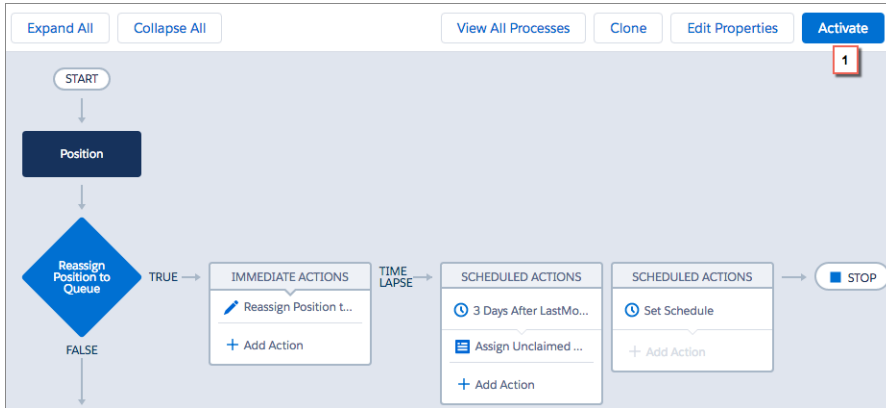 Expand All
Collapse All
View All Processes
Clone
Edit Properties
Activate
1
START
Position
Reassign
Position to
Queue
TRUE
IMMEDIATE ACTIONS
Reassign Position t...
+ Add Action
TIME
LAPSE
SCHEDULED ACTIONS
3 Days After LastMo...
Assign Unclaimed ...
+ Add Action
SCHEDULED ACTIONS
Set Schedule
+ Add Action
STOP
FALSE